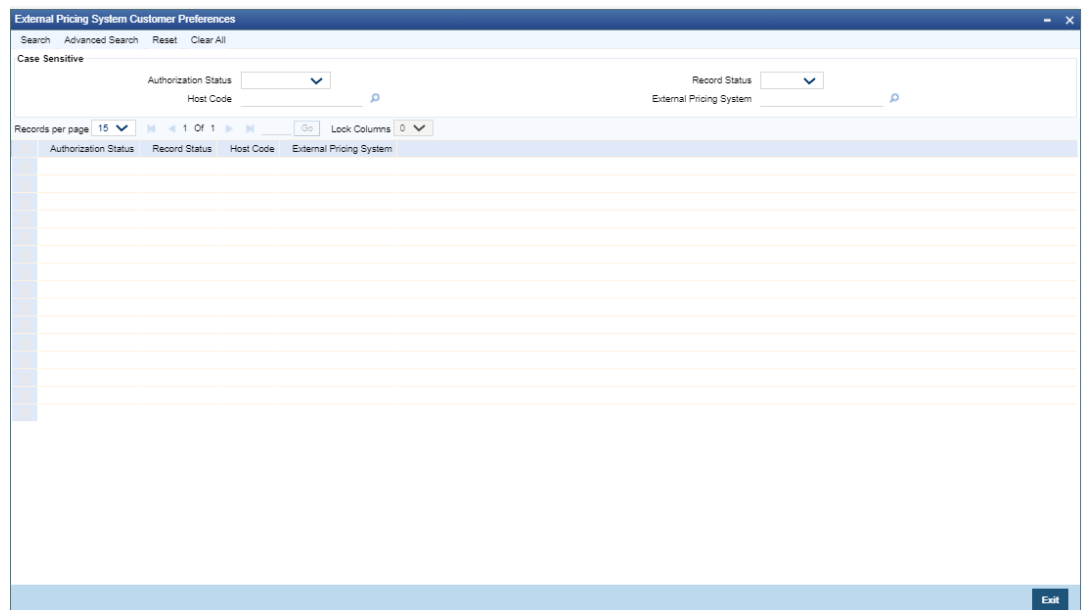 External Pricing System Customer Preferences
Search Advanced Search Reset Clear All
Case Sensitive
Authorization Status Record Status
Host Code External Pricing System
Records per page 15 1 Of 1 Go Lock Columns 0
Authorization Status Record Status Host Code External Pricing System
Exit